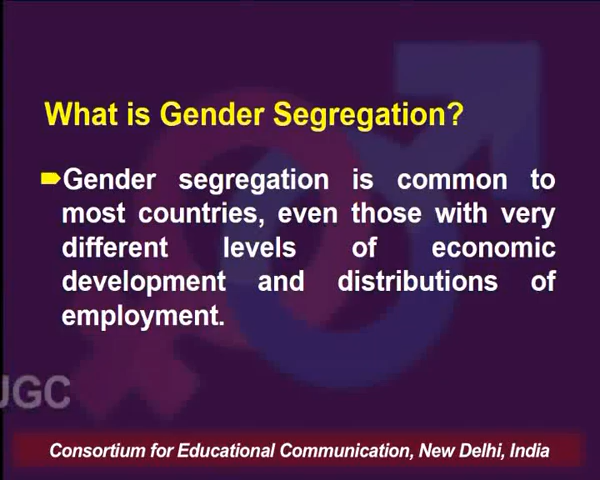 What is Gender Segregation?
Gender segregation is common to
most countries, even those with very
different levels of economic
development and distributions of
employment.
UGC
Consortium for Educational Communication, New Delhi, India